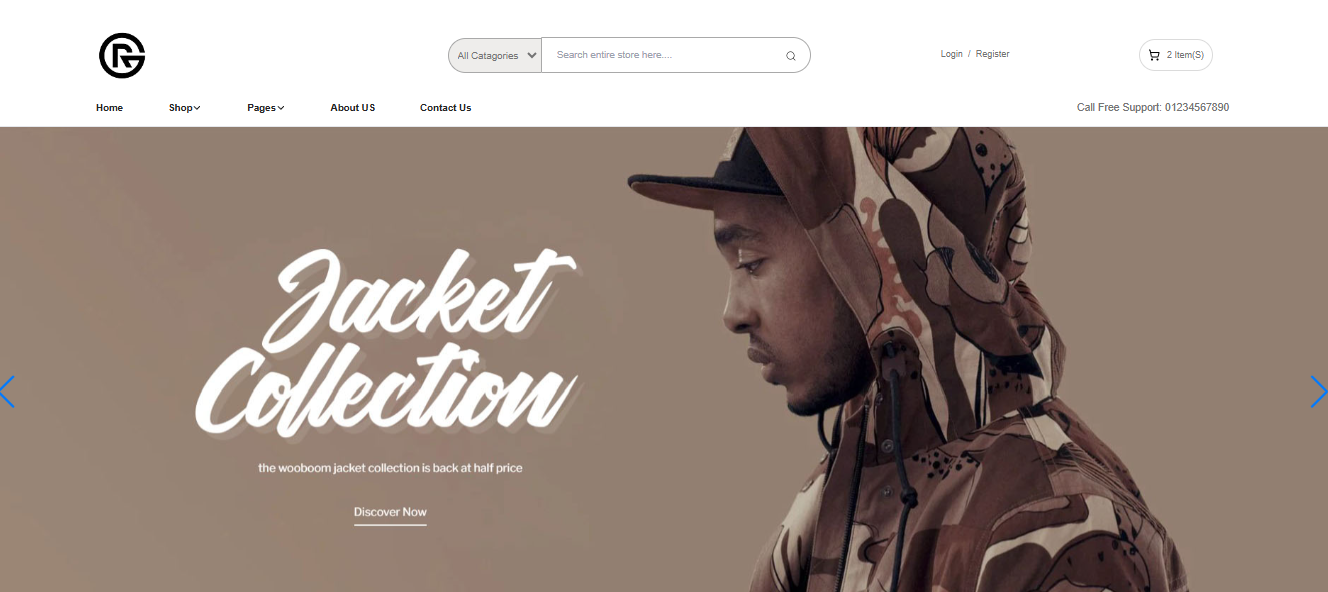 All Catagories
Search entire store here....
Login / Register
2 Item(S)
Home
Shop
Pages
About US
Contact Us
Call Free Support: 01234567890
Jacket
Collection
the wooboom jacket collection is back at half price
Discover Now